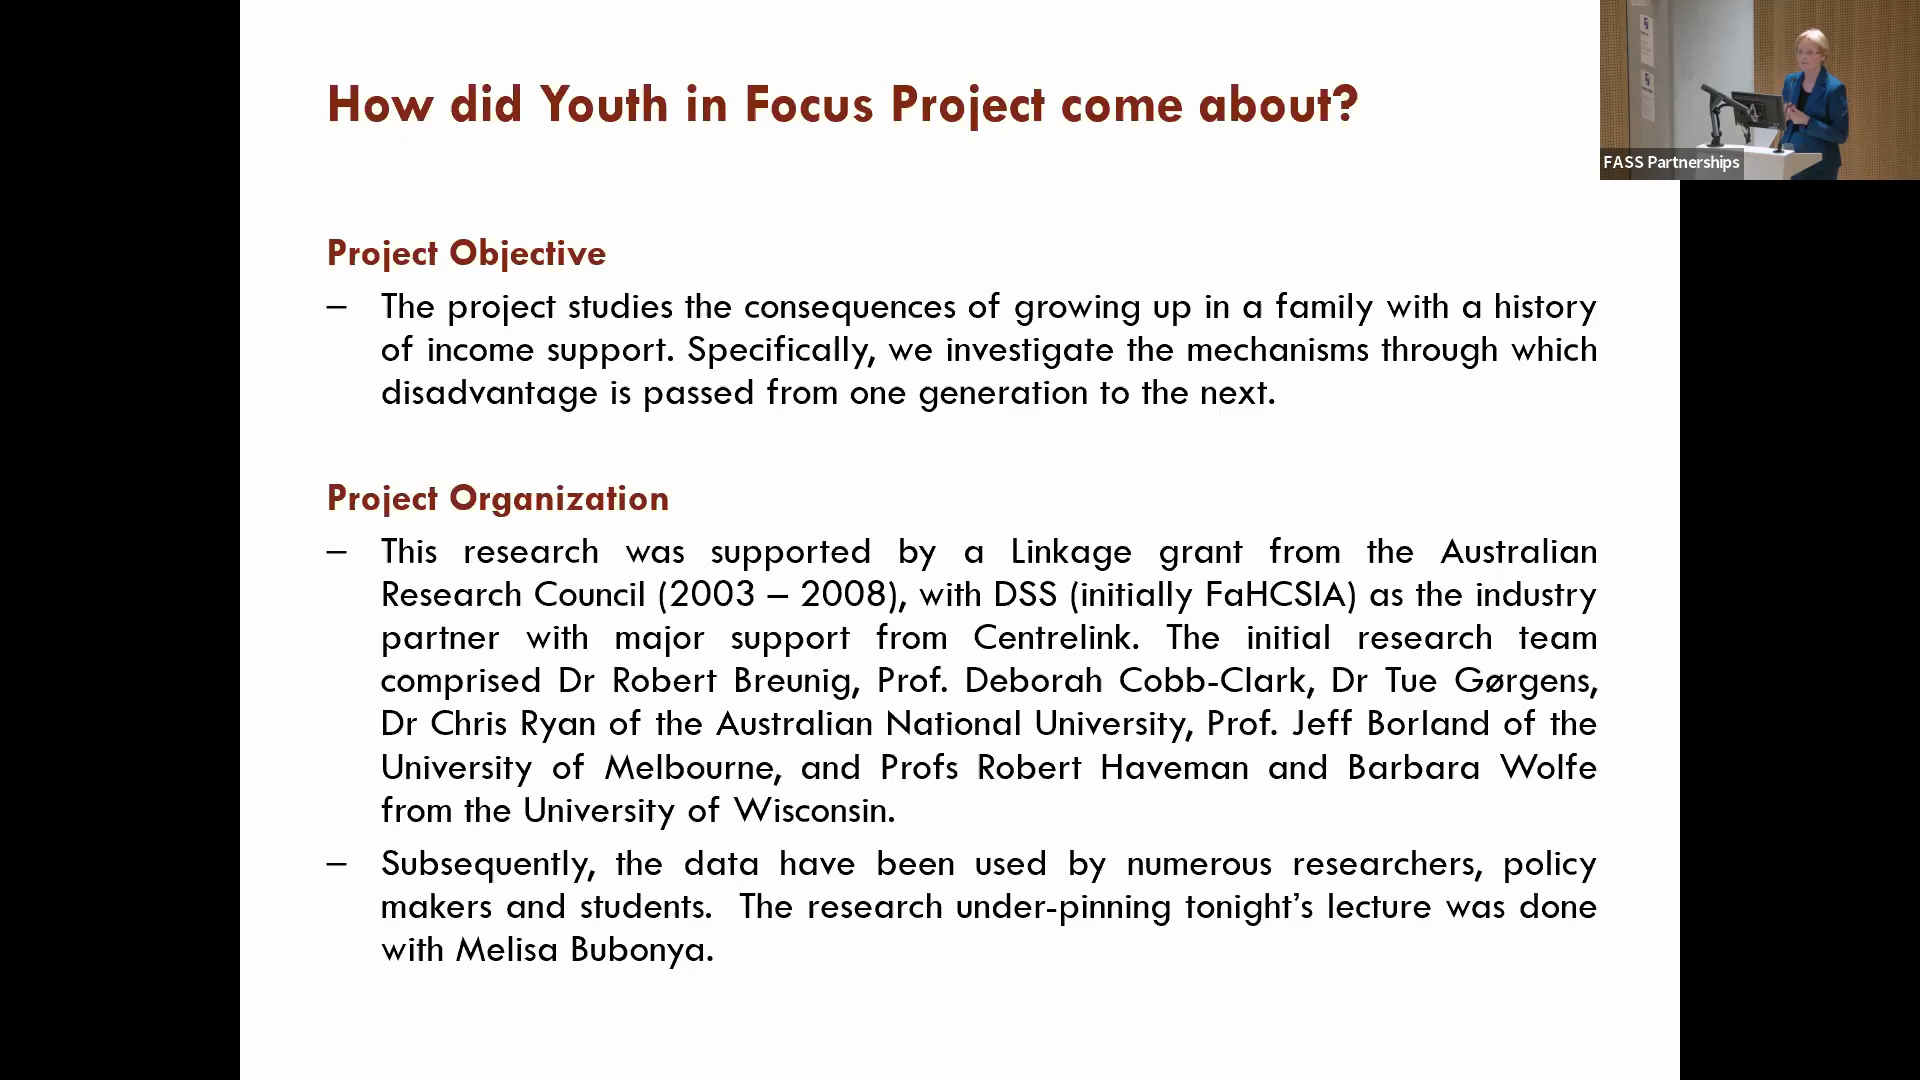 How did Youth in Focus Project come about?
FASS Partnerships
Project Objective
– The project studies the consequences of growing up in a family with a history
of income support. Specifically, we investigate the mechanisms through which
disadvantage is passed from one generation to the next.
Project Organization
– This research was supported by a Linkage grant from the Australian
Research Council (2003 – 2008), with DSS (initially FaHCSIA) as the industry
partner with major support from Centrelink. The initial research team
comprised Dr Robert Breunig, Prof. Deborah Cobb-Clark, Dr Tue Gørgens,
Dr Chris Ryan of the Australian National University, Prof. Jeff Borland of the
University of Melbourne, and Profs Robert Haveman and Barbara Wolfe
from the University of Wisconsin.
– Subsequently, the data have been used by numerous researchers, policy
makers and students.  The research under-pinning tonight’s lecture was done
with Melisa Bubonya.